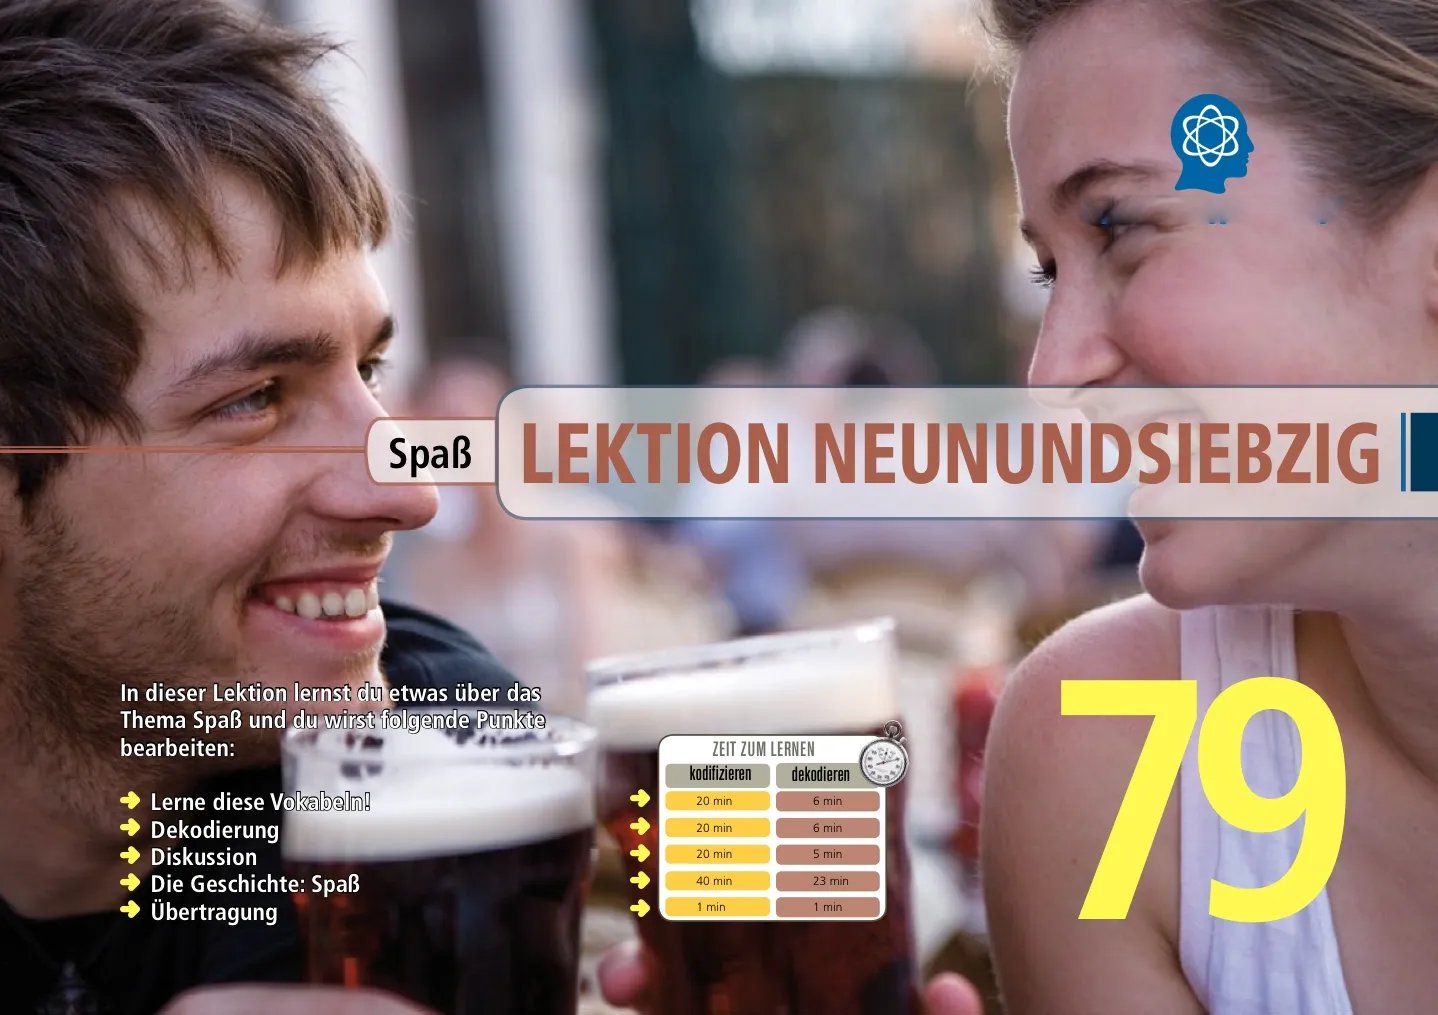 Spaß
LEKTION NEUNUNDSIEBZIG
In dieser Lektion lernst du etwas über das
Thema Spaß und du wirst folgende Punkte
bearbeiten:
Lerne diese Vokabeln!
Dekodierung
Diskussion
Die Geschichte: Spaß
Übertragung
ZEIT ZUM LERNEN
kodifizieren dekodieren
20 min 6 min
20 min 6 min
20 min 5 min
40 min 23 min
1 min 1 min
79